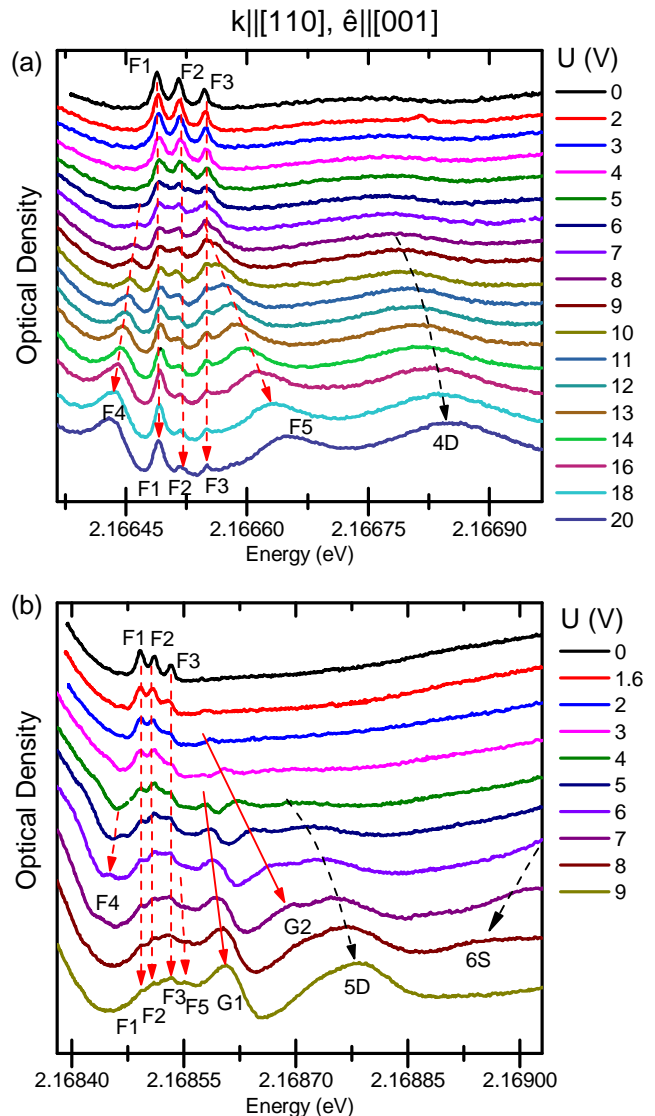 k||[110], ê||[001]
(a)
F1
F2
F3
U (V)
0
2
3
4
5
6
7
8
9
10
11
12
13
14
16
18
20
Optical Density
F4
F5
4D
F1
F2
F3
2.16645
2.16660
2.16675
2.16690
Energy (eV)
(b)
F1
F2
F3
U (V)
0
1.6
2
3
4
5
6
7
8
9
Optical Density
F4
G2
6S
F1
F2
F3
F5
G1
5D
2.16840
2.16855
2.16870
2.16885
2.16900
Energy (eV)